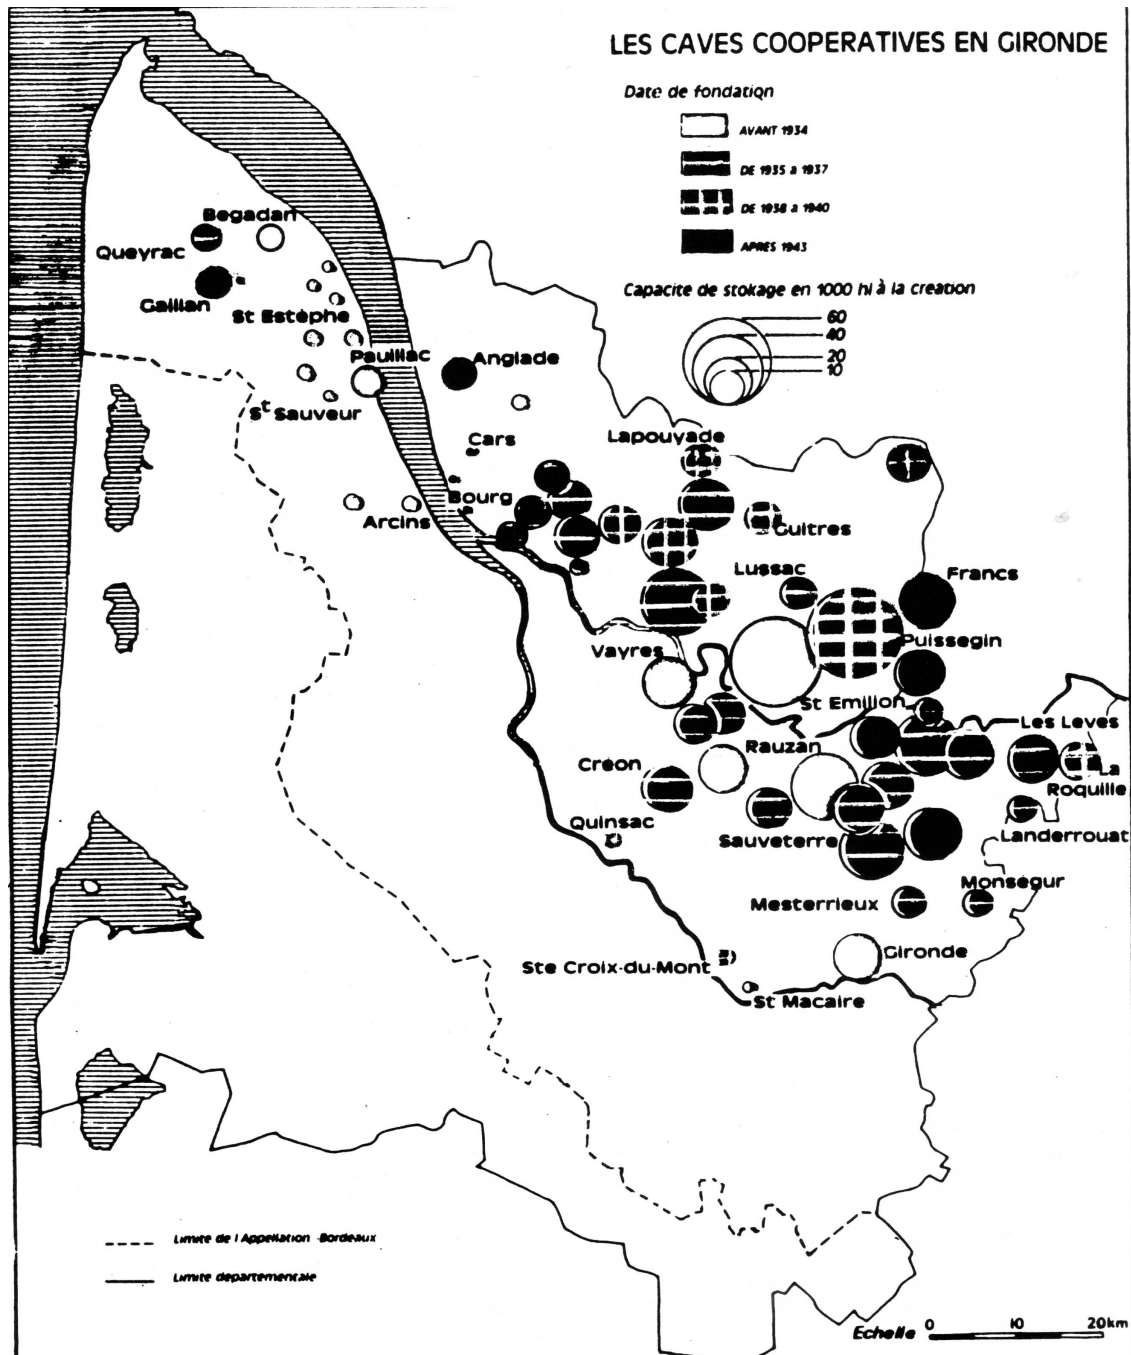 LES CAVES COOPERATIVES EN GIRONDE
Date de fondation
AVANT 1934
DE 1935 a 1937
DE 1938 a 1940
APRES 1943
Capacite de stokage en 1000 hl à la creation
60
40
20
10
Begadan
Queyrac
Gaillan
St Estèphe
Pauillac
Anglade
St Sauveur
Cars
Lapouyade
Bourg
Arcins
Guitres
Lussac
Francs
Puissegin
Vayres
St Emilion
Les Leves
Rauzan
Créon
La
Roquille
Quinsac
Sauveterre
Landerrouat
Monségur
Mesterrieux
Gironde
Ste Croix-du-Mont
St Macaire
Limite de l'Appellation Bordeaux
Limite départementale
Echelle 0 10 20km